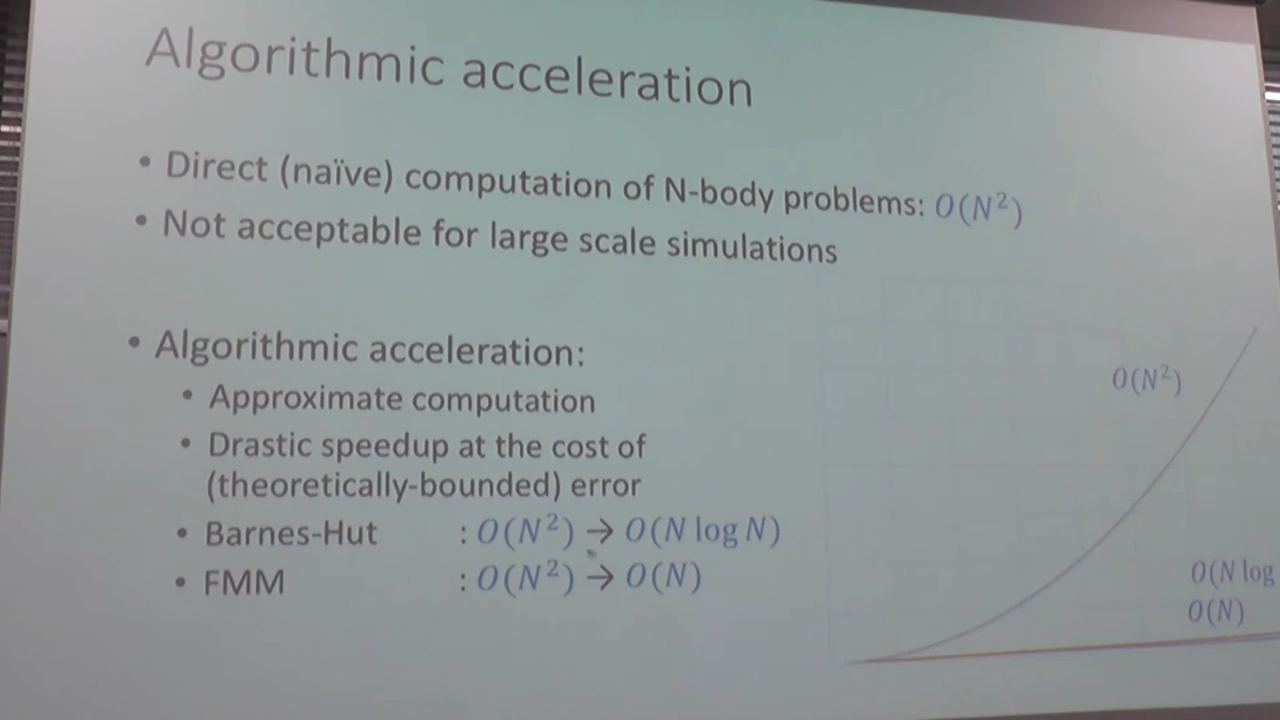 Algorithmic acceleration
• Direct (naïve) computation of N-body problems: O(N²)
• Not acceptable for large scale simulations
• Algorithmic acceleration:
• Approximate computation
• Drastic speedup at the cost of
(theoretically-bounded) error
• Barnes-Hut : O(N²) → O(N log N)
• FMM : O(N²) → O(N)
O(N²)
O(N log
O(N)